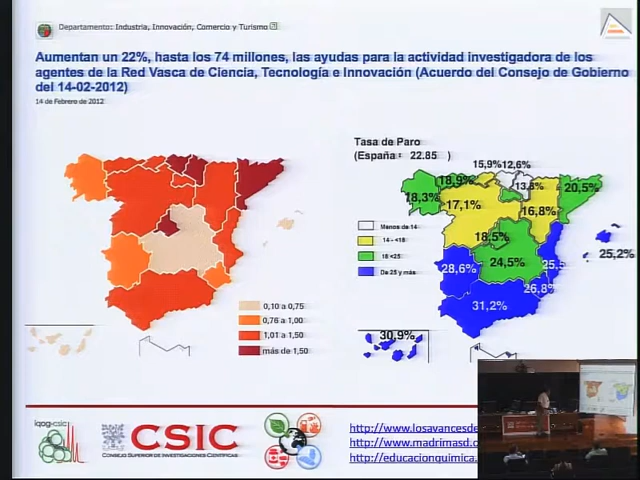 Departamento: Industria, Innovación, Comercio y Turismo
Aumentan un 22%, hasta los 74 millones, las ayudas para la actividad investigadora de los
agentes de la Red Vasca de Ciencia, Tecnología e Innovación (Acuerdo del Consejo de Gobierno
del 14-02-2012)
14 de Febrero de 2012
Tasa de Paro
(España : 22.85 )
15,9% 12,6%
18,9%
13,8%
18,3%
20,5%
17,1%
16,8%
Menos de 14
14 - <18
18,5%
18 <25
24,5%
25,2%
De 25 y más
28,6%
25,5
26,8%
31,2%
0,10 a 0,75
0,76 a 1,00
1,01 a 1,50
más de 1,50
30,9%
iqog-csic
CSIC
CONSEJO SUPERIOR DE INVESTIGACIONES CIENTÍFICAS
http://www.losavancesde
http://www.madrimasd.o
http://educacionquimica.